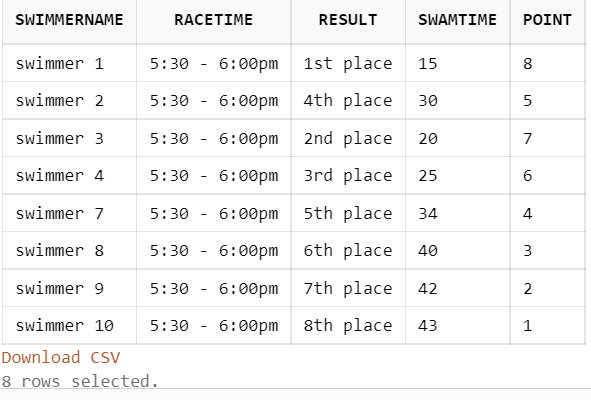 SWIMMERNAME RACETIME RESULT SWAMTIME POINT
swimmer 1 5:30 - 6:00pm 1st place 15 8
swimmer 2 5:30 - 6:00pm 4th place 30 5
swimmer 3 5:30 - 6:00pm 2nd place 20 7
swimmer 4 5:30 - 6:00pm 3rd place 25 6
swimmer 7 5:30 - 6:00pm 5th place 34 4
swimmer 8 5:30 - 6:00pm 6th place 40 3
swimmer 9 5:30 - 6:00pm 7th place 42 2
swimmer 10 5:30 - 6:00pm 8th place 43 1
Download CSV
8 rows selected.